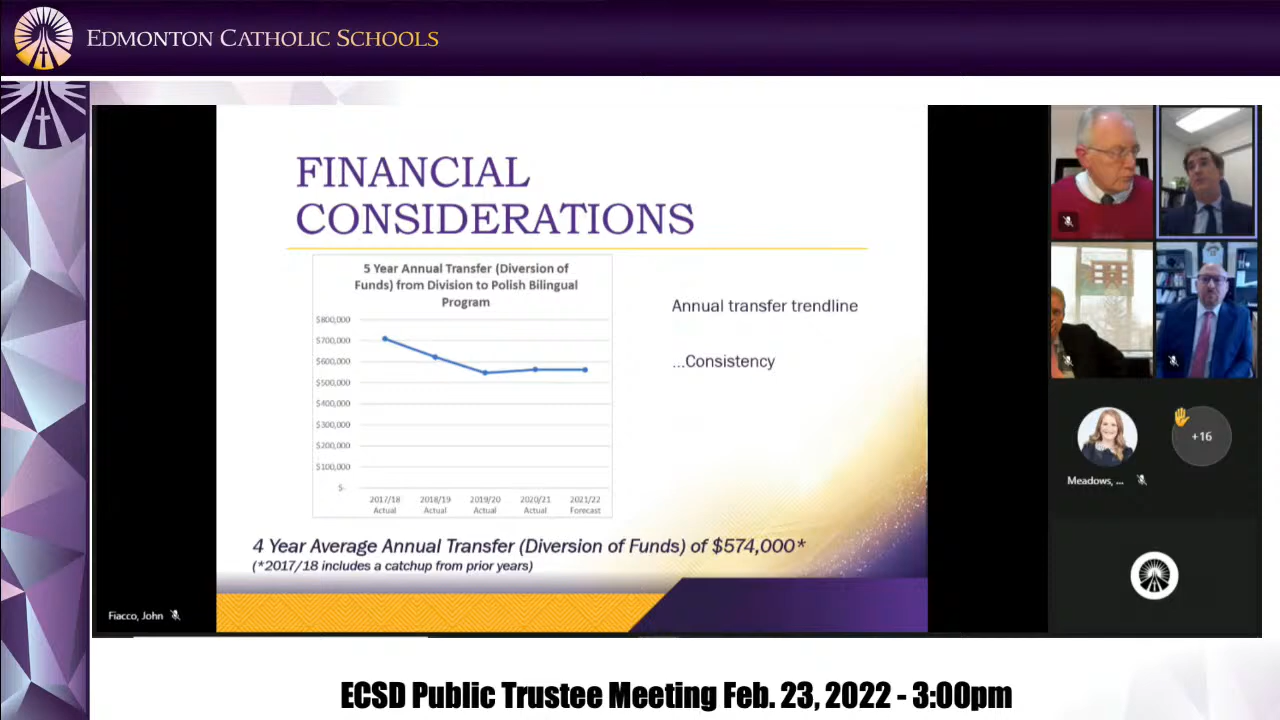 EDMONTON CATHOLIC SCHOOLS
FINANCIAL
CONSIDERATIONS
5 Year Annual Transfer (Diversion of
Funds) from Division to Polish Bilingual
Program
$800,000
$700,000
$600,000
$500,000
$400,000
$300,000
$200,000
$100,000
$-
2017/18 2018/19 2019/20 2020/21 2021/22
Actual Actual Actual Actual Forecast
Annual transfer trendline
...Consistency
4 Year Average Annual Transfer (Diversion of Funds) of $574,000*
(*2017/18 includes a catchup from prior years)
Fiacco, John
+16
Meadows, ...
ECSD Public Trustee Meeting Feb. 23, 2022 - 3:00pm